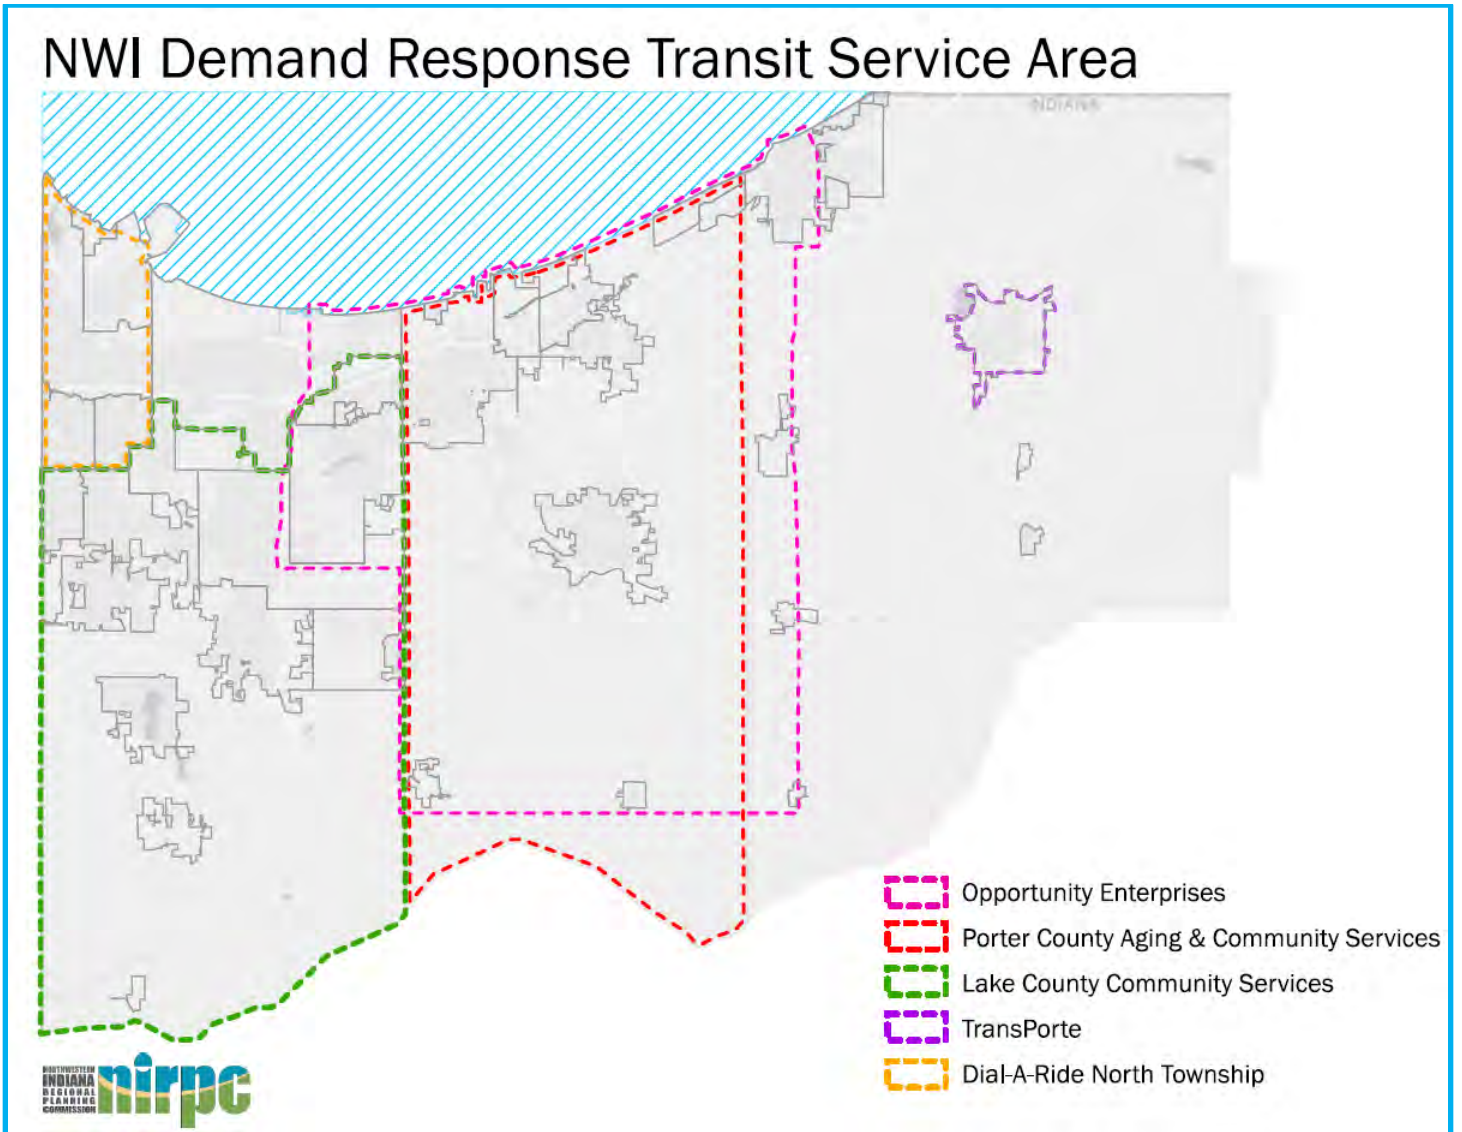 NWI Demand Response Transit Service Area
INDIANA
Opportunity Enterprises
Porter County Aging & Community Services
Lake County Community Services
TransPorte
Dial-A-Ride North Township
NORTHWESTERN
INDIANA
REGIONAL
PLANNING
COMMISSION
nirpc